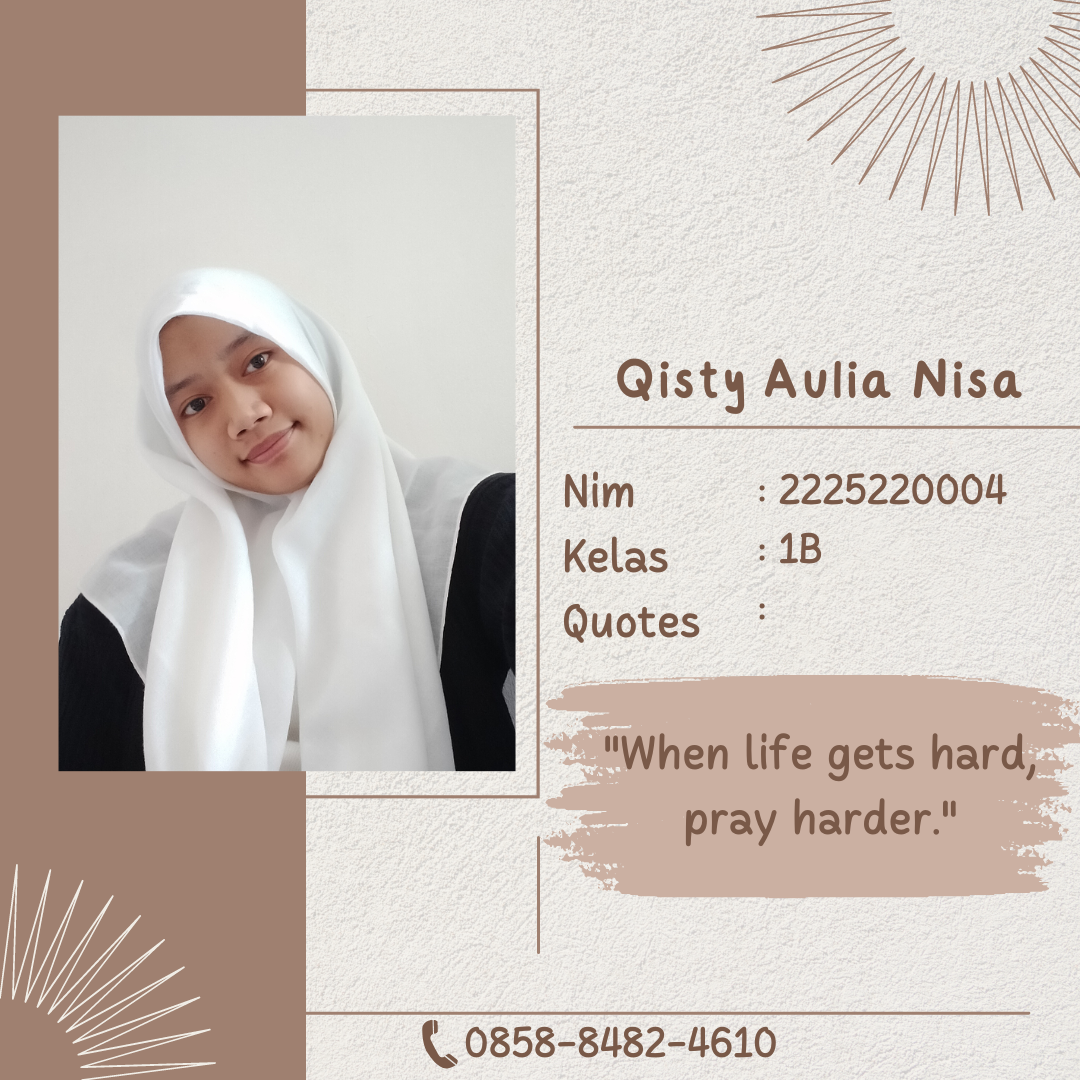 Qisty Aulia Nisa
Nim : 2225220004
Kelas : 1B
Quotes :
"When life gets hard,
pray harder."
0858-8482-4610